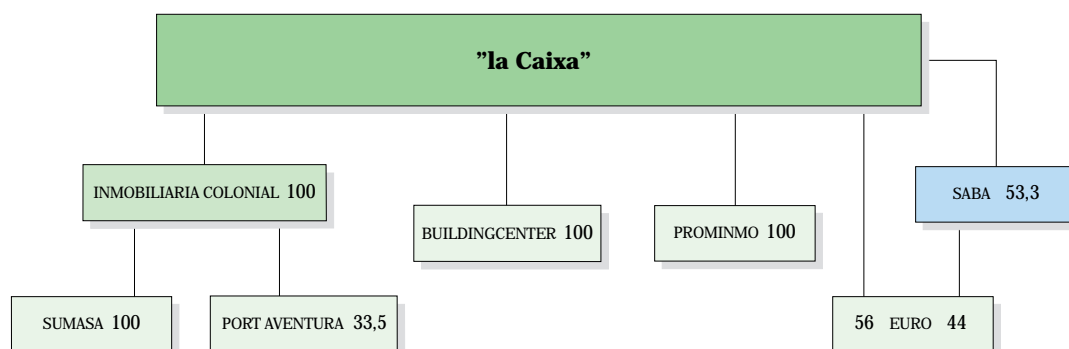 "la Caixa"
INMOBILIARIA COLONIAL 100
SABA 53,3
BUILDINGCENTER 100
PROMINMO 100
SUMASA 100
PORT AVENTURA 33,5
56 EURO 44